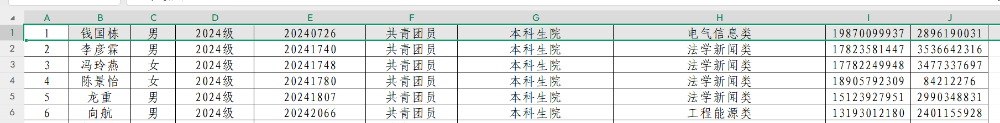 A B C D E F G H I J
1 1 钱国栋 男 2024级 20240726 共青团员 本科生院 电气信息类 19870099937 2896190031
2 2 李彦霖 男 2024级 20241740 共青团员 本科生院 法学新闻类 17823581447 3536642316
3 3 冯玲燕 女 2024级 20241748 共青团员 本科生院 法学新闻类 17782249948 3477337697
4 4 陈景怡 女 2024级 20241780 共青团员 本科生院 法学新闻类 18905792309 84212276
5 5 龙重 男 2024级 20241807 共青团员 本科生院 法学新闻类 15123927951 2990348831
6 6 向航 男 2024级 20242066 共青团员 本科生院 工程能源类 13193012180 2401155928